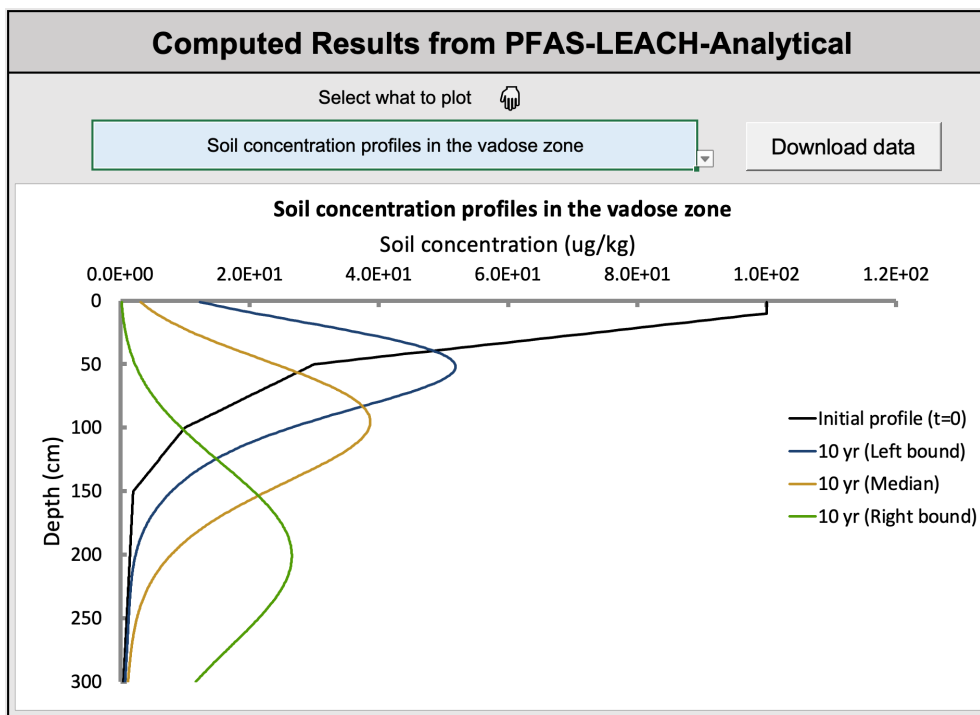 Computed Results from PFAS-LEACH-Analytical
Select what to plot
Soil concentration profiles in the vadose zone
Download data
Soil concentration profiles in the vadose zone
Soil concentration (ug/kg)
0.0E+00 2.0E+01 4.0E+01 6.0E+01 8.0E+01 1.0E+02 1.2E+02
0
50
100
150
200
250
300
Depth (cm)
Initial profile (t=0)
10 yr (Left bound)
10 yr (Median)
10 yr (Right bound)